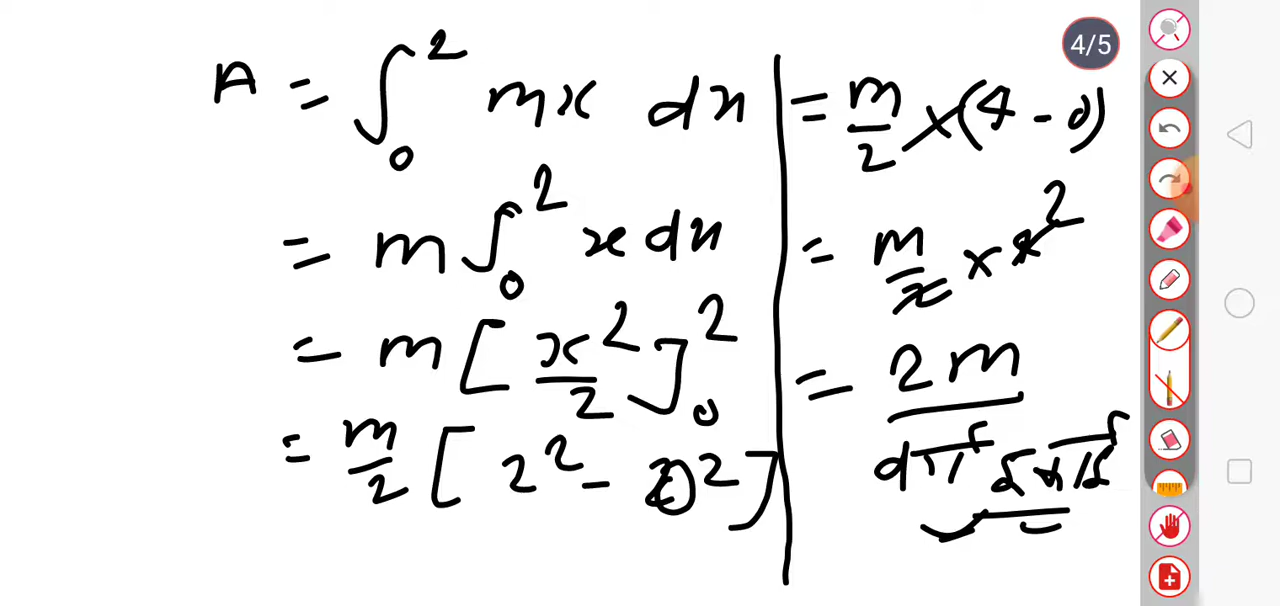 A = ∫₀² mx dx
= m ∫₀² x dx
= m [x²/2]₀²
= m/2 [2² - 0²]
4/5
= m/2 × (4 - 0)
= m/2 × 4 2
= 2m